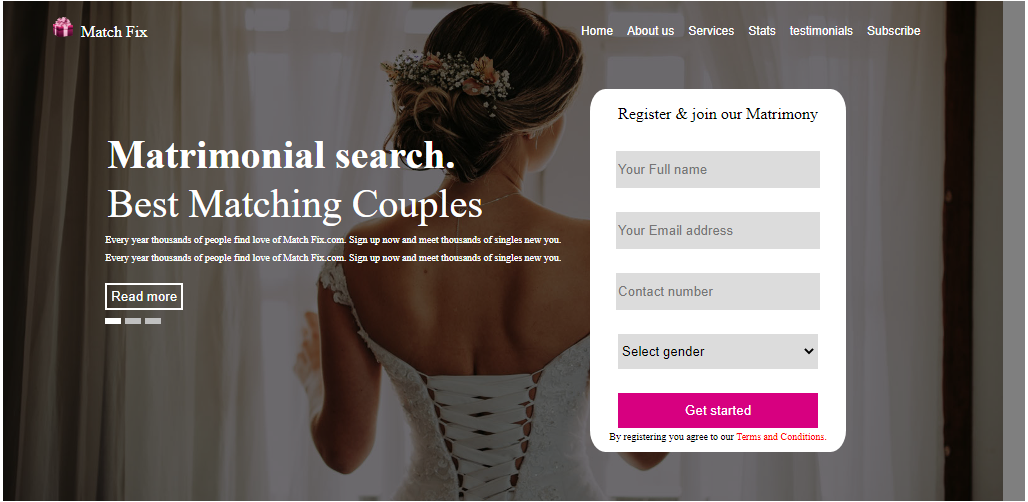 Match Fix
Home About us Services Stats testimonials Subscribe
Matrimonial search.
Best Matching Couples
Every year thousands of people find love of Match Fix.com. Sign up now and meet thousands of singles new you.
Every year thousands of people find love of Match Fix.com. Sign up now and meet thousands of singles new you.
Read more
Register & join our Matrimony
Your Full name
Your Email address
Contact number
Select gender
Get started
By registering you agree to our Terms and Conditions.